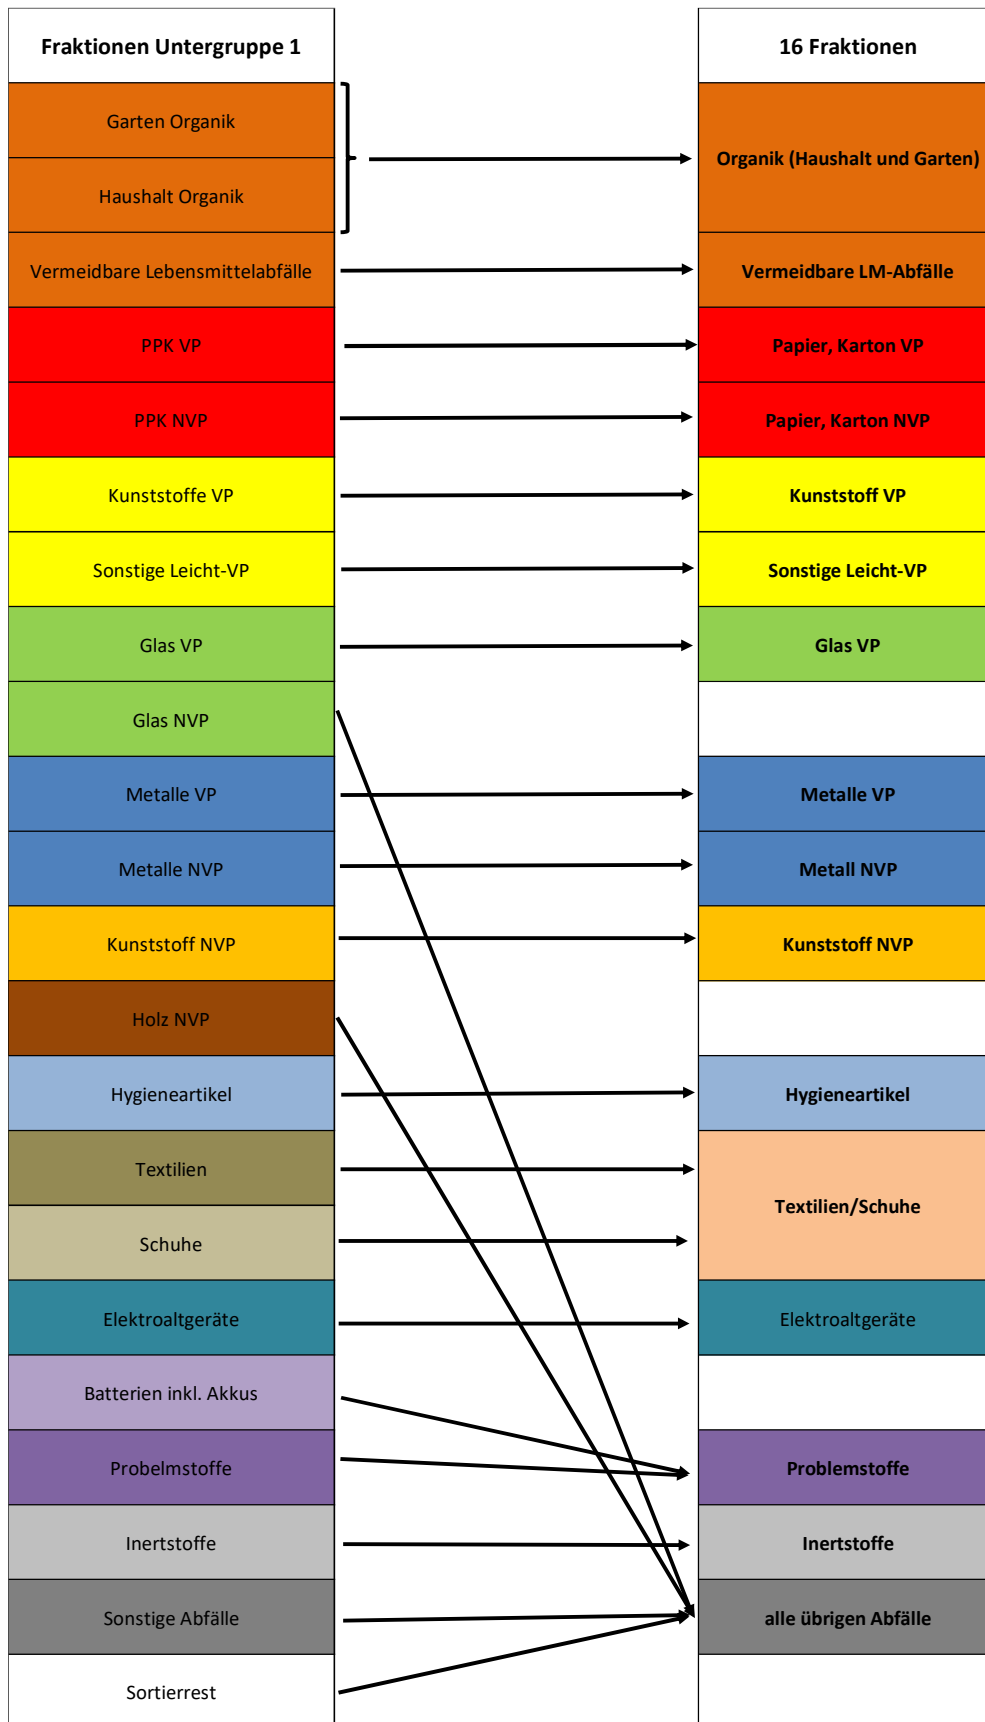 Fraktionen Untergruppe 1
16 Fraktionen
Garten Organik
Organik (Haushalt und Garten)
Haushalt Organik
Vermeidbare Lebensmittelabfälle
Vermeidbare LM-Abfälle
PPK VP
Papier, Karton VP
PPK NVP
Papier, Karton NVP
Kunststoffe VP
Kunststoff VP
Sonstige Leicht-VP
Sonstige Leicht-VP
Glas VP
Glas VP
Glas NVP
Metalle VP
Metalle VP
Metalle NVP
Metall NVP
Kunststoff NVP
Kunststoff NVP
Holz NVP
Hygieneartikel
Hygieneartikel
Textilien
Textilien/Schuhe
Schuhe
Elektroaltgeräte
Elektroaltgeräte
Batterien inkl. Akkus
Probelmstoffe
Problemstoffe
Inertstoffe
Inertstoffe
Sonstige Abfälle
alle übrigen Abfälle
Sortierrest